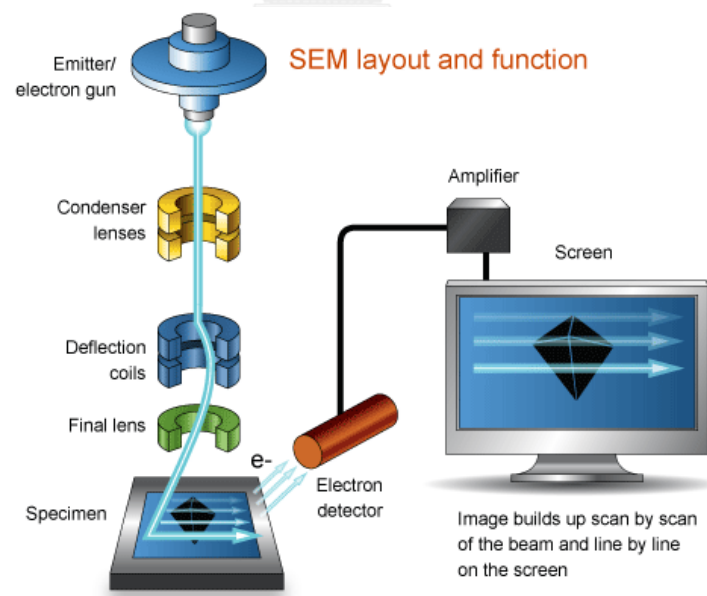 SEM layout and function
Emitter/
electron gun
Condenser
lenses
Amplifier
Screen
Deflection
coils
Final lens
e-
Electron
detector
Specimen
Image builds up scan by scan
of the beam and line by line
on the screen